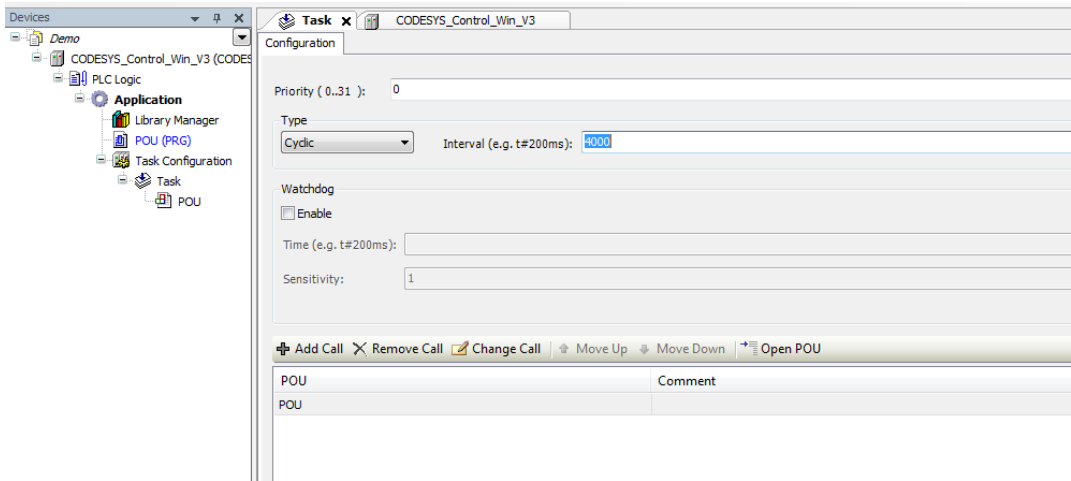 Devices
Demo
CODESYS_Control_Win_V3 (CODES
PLC Logic
Application
Library Manager
POU (PRG)
Task Configuration
Task
POU
Task
CODESYS_Control_Win_V3
Configuration
Priority ( 0..31 ): 0
Type
Cyclic Interval (e.g. t#200ms): 4000
Watchdog
Enable
Time (e.g. t#200ms):
Sensitivity: 1
Add Call Remove Call Change Call Move Up Move Down Open POU
POU Comment
POU